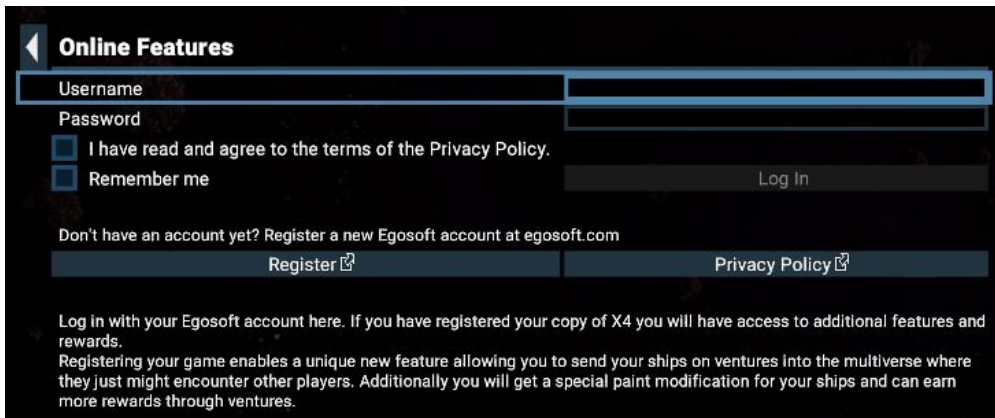 Online Features
Username
Password
I have read and agree to the terms of the Privacy Policy.
Remember me
Log In
Don't have an account yet? Register a new Egosoft account at egosoft.com
Register
Privacy Policy
Log in with your Egosoft account here. If you have registered your copy of X4 you will have access to additional features and
rewards.
Registering your game enables a unique new feature allowing you to send your ships on ventures into the multiverse where
they just might encounter other players. Additionally you will get a special paint modification for your ships and can earn
more rewards through ventures.